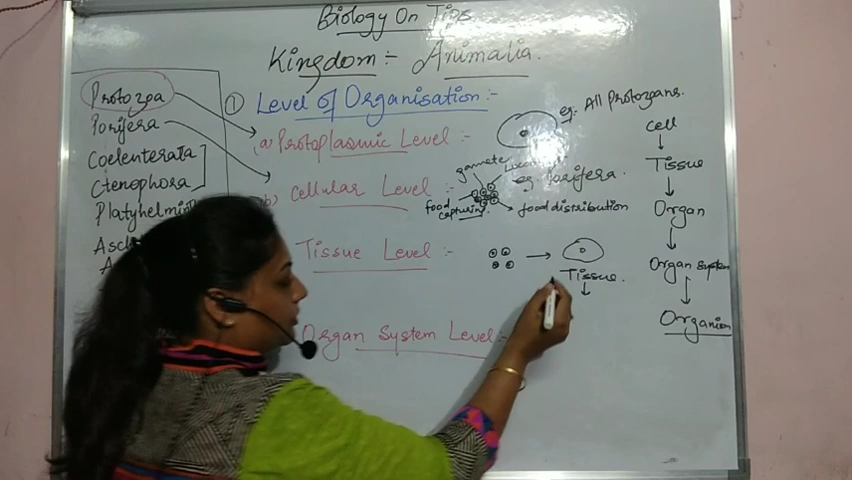 Biology On Tips
Kingdom :- Animalia.
Protozoa
Porifera
Coelenterata
Ctenophora
Platyhelmin
Asc
A
① Level of Organisation :-
(a) Protoplasmic Level :-
eg:- All Protozoans.
b) Cellular Level :-
gamete
eg Porifera.
food capturing.
food distribution
Tissue Level :-
Tissue.
Organ System Level :-
Cell
Tissue
Organ
Organ System
Organism